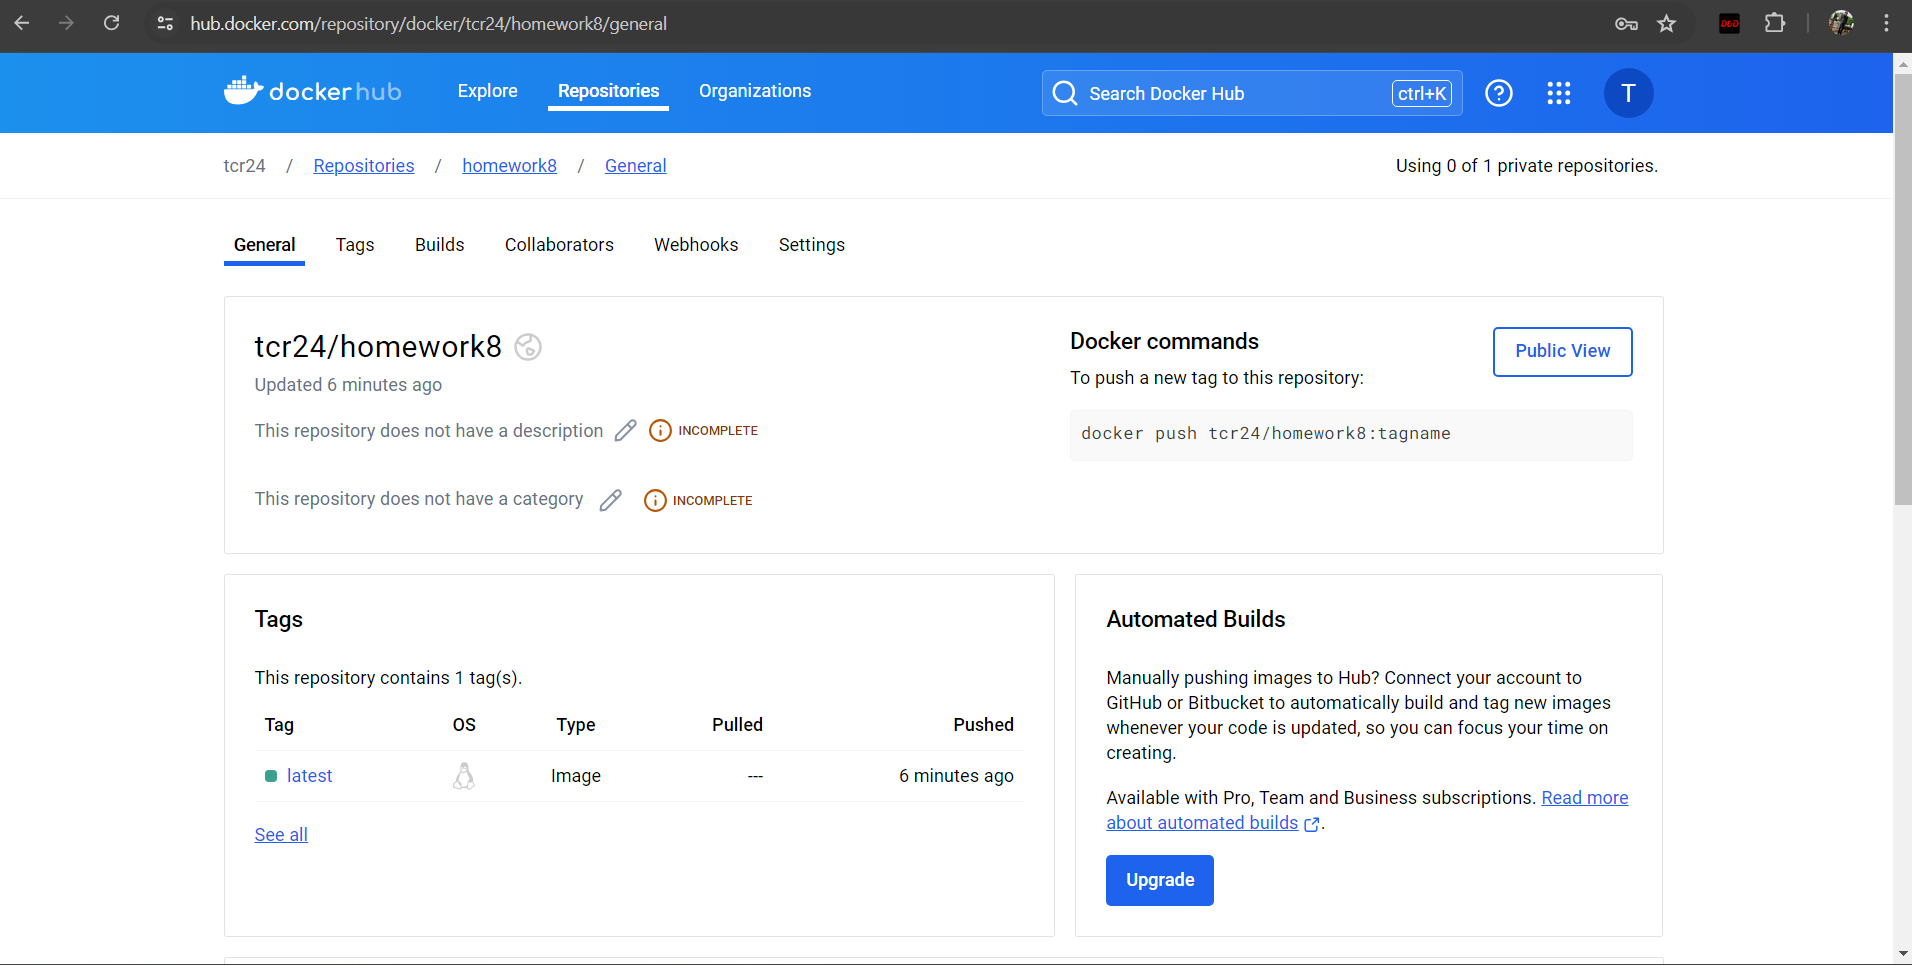 hub.docker.com/repository/docker/tcr24/homework8/general
D&D
dockerhub
Explore
Repositories
Organizations
Search Docker Hub
ctrl+K
?
T
tcr24 / Repositories / homework8 / General
Using 0 of 1 private repositories.
General
Tags
Builds
Collaborators
Webhooks
Settings
tcr24/homework8
Updated 6 minutes ago
This repository does not have a description
INCOMPLETE
This repository does not have a category
INCOMPLETE
Docker commands
Public View
To push a new tag to this repository:
docker push tcr24/homework8:tagname
Tags
This repository contains 1 tag(s).
Tag OS Type Pulled Pushed
latest Image --- 6 minutes ago
See all
Automated Builds
Manually pushing images to Hub? Connect your account to
GitHub or Bitbucket to automatically build and tag new images
whenever your code is updated, so you can focus your time on
creating.
Available with Pro, Team and Business subscriptions. Read more
about automated builds .
Upgrade